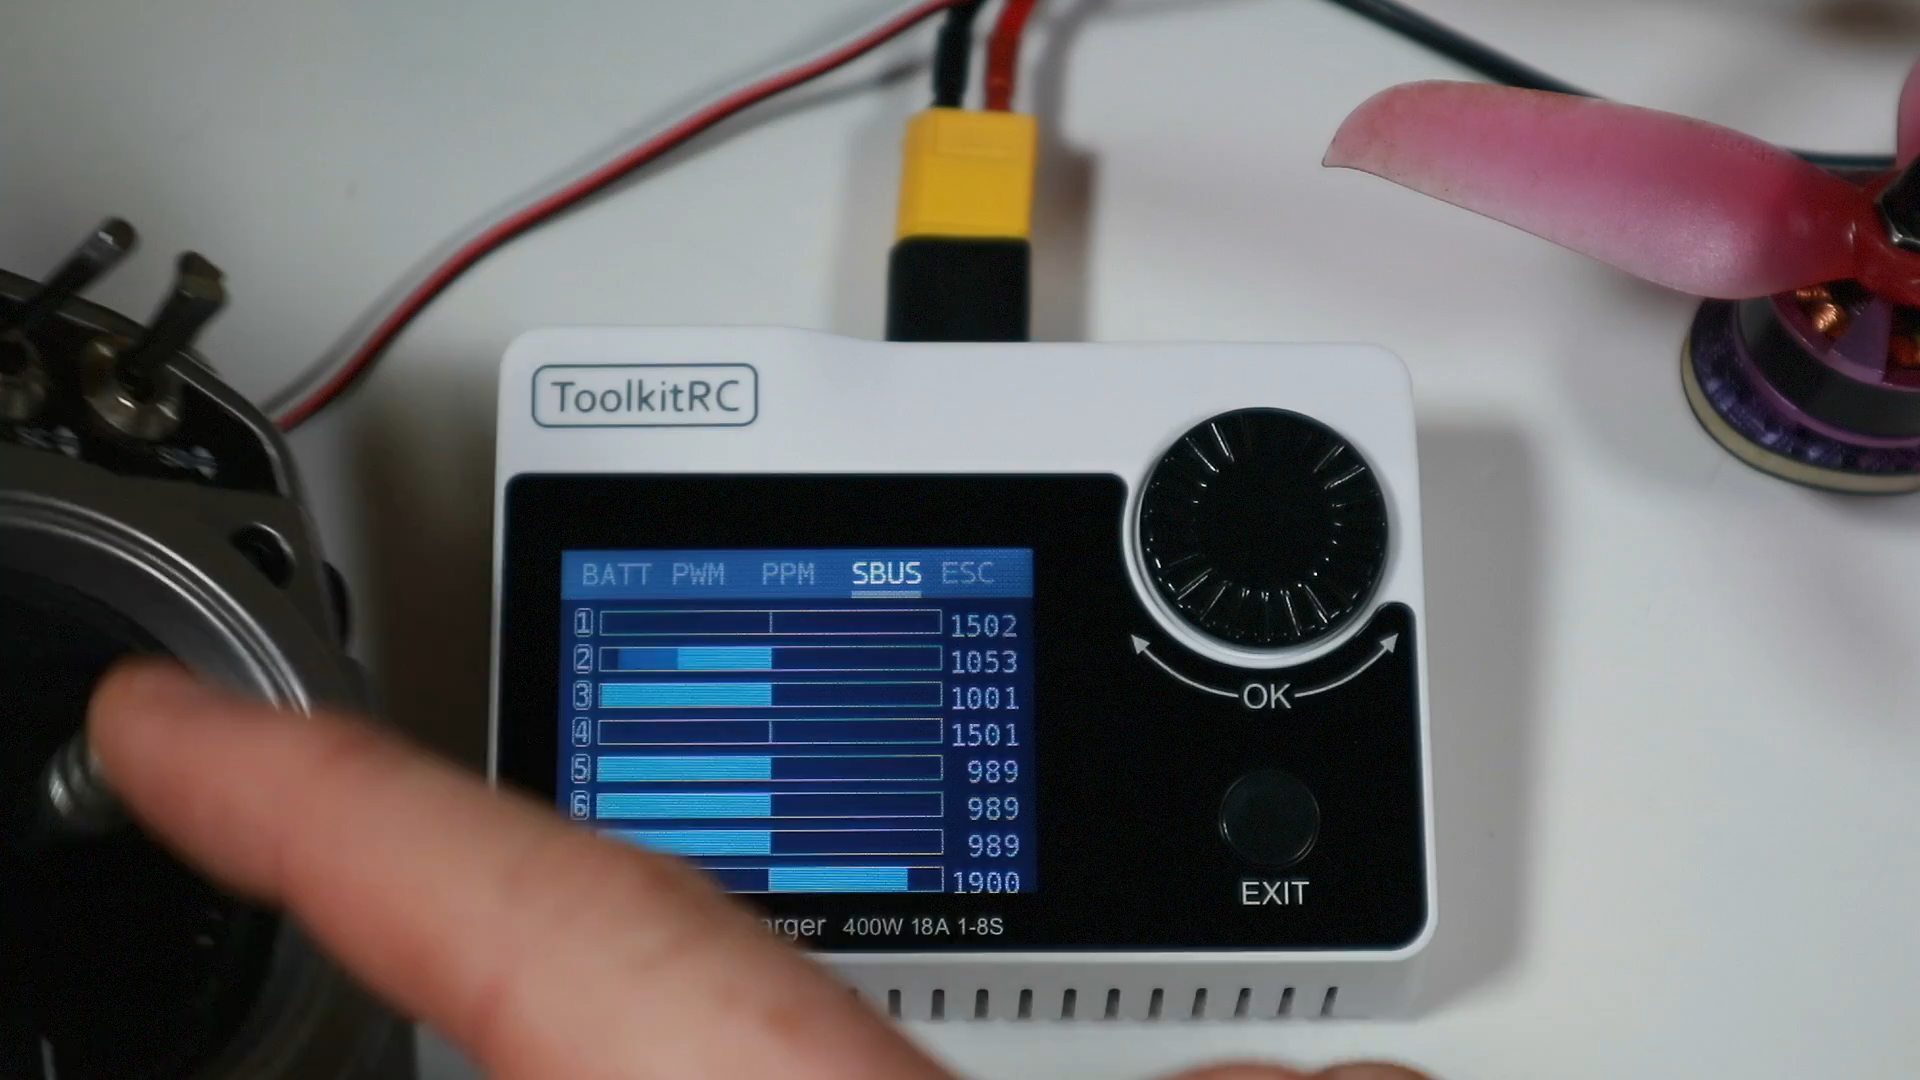 ToolkitRC
BATT PWM PPM SBUS ESC
1 1502
2 1053
3 1001
4 1501
5 989
6 989
989
1900
OK
EXIT
400W 18A 1-8S